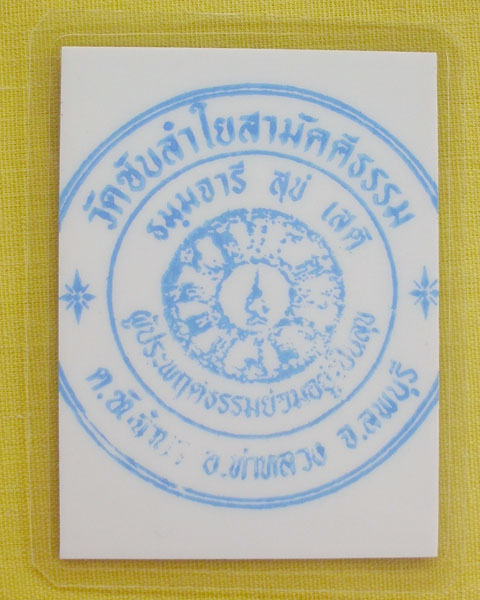 วัดซับลำไยสามัคคีธรรม
ธมฺมจารี สุขํ เสติ
ผู้ประพฤติธรรมย่อมอยู่เป็นสุข
อ.ท่าหลวง จ.ลพบุรี